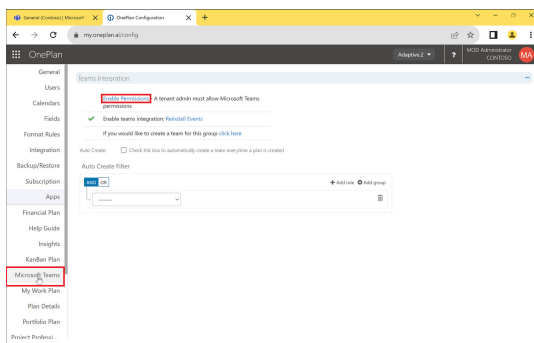 General (Contoso) | Microsoft
OnePlan Configuration
my.oneplan.ai/config
OnePlan
Adaptive.2
?
MOD Administrator
CONTOSO
MA
General
Users
Calendars
Fields
Format Rules
Integration
Backup/Restore
Subscription
Apps
Financial Plan
Help Guide
Insights
KanBan Plan
Microsoft Teams
My Work Plan
Plan Details
Portfolio Plan
Project Professi...
Teams Integration
Enable Permissions: A tenant admin must allow Microsoft Teams
permissions
Enable teams integration: Reinstall Events
If you would like to create a team for this group click here
Auto Create: Check this box to automatically create a team everytime a plan is created
Auto Create Filter
AND OR
+ Add rule Add group
------